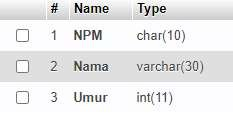 # Name Type
1 NPM char(10)
2 Nama varchar(30)
3 Umur int(11)